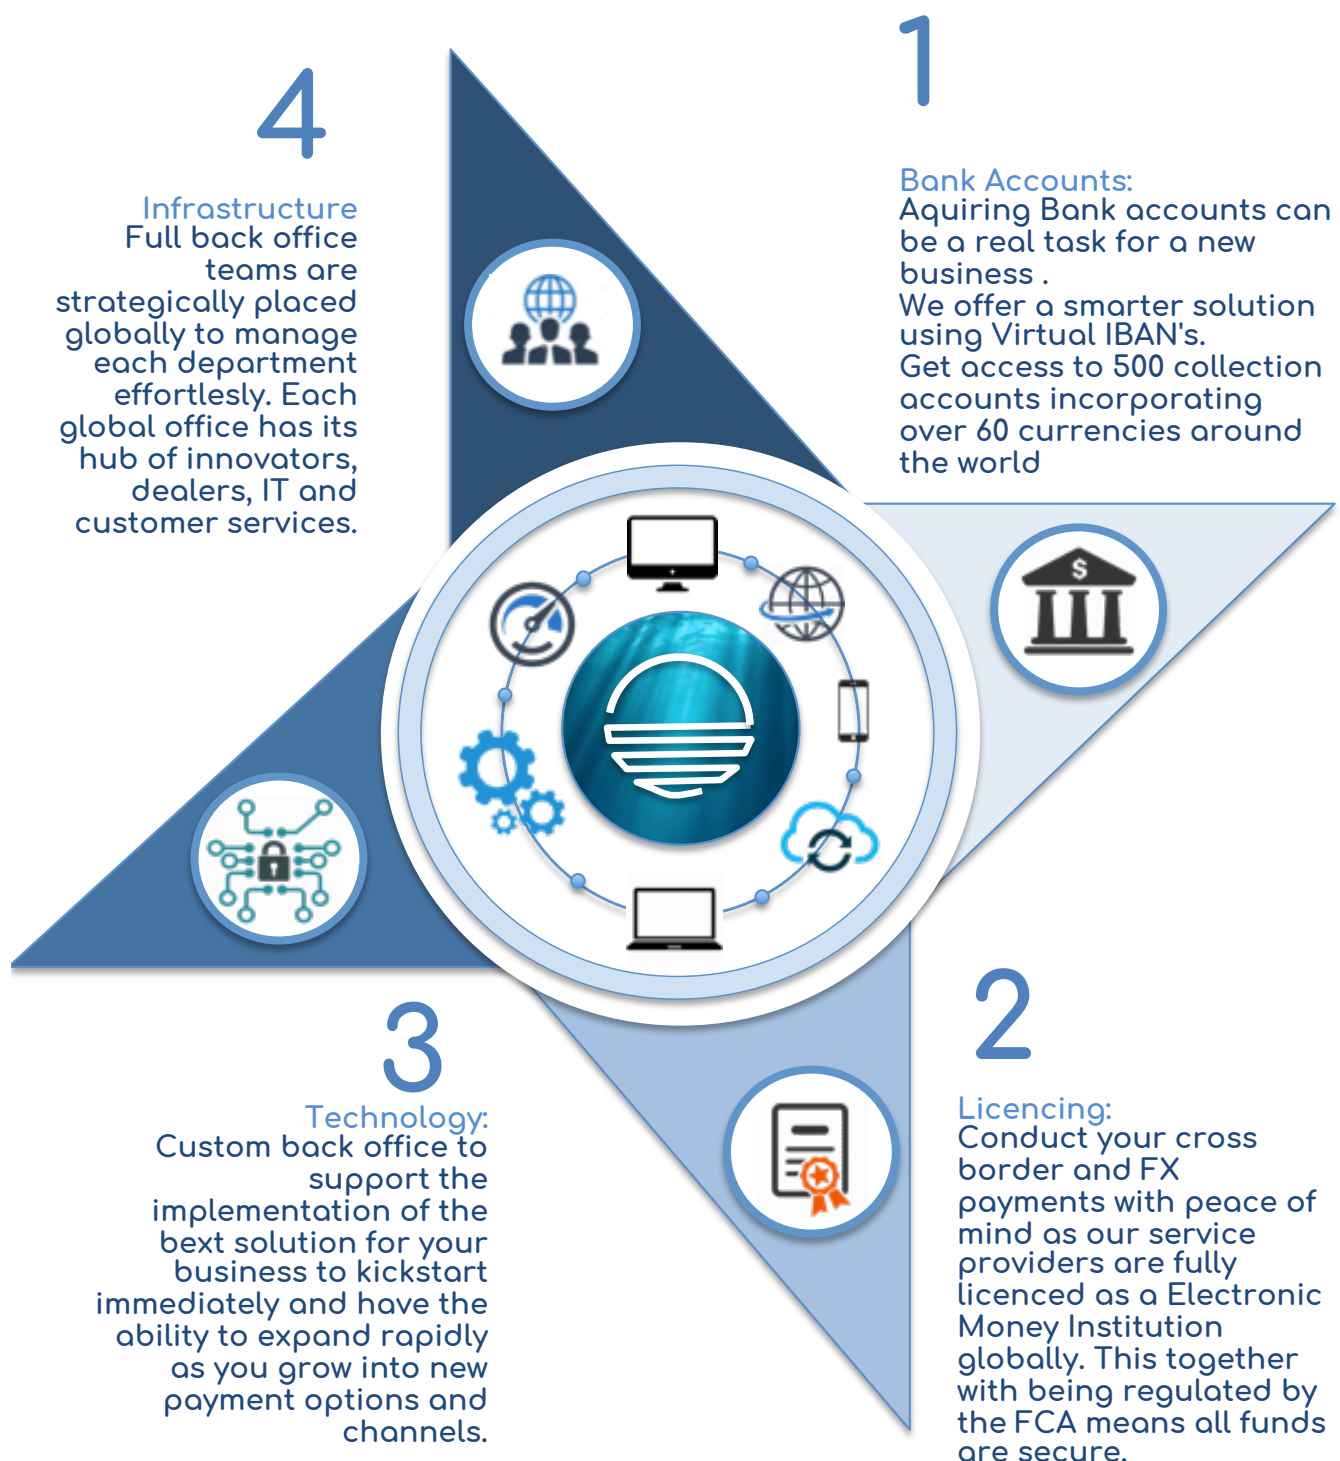 1
Bank Accounts:
Aquiring Bank accounts can
be a real task for a new
business .
We offer a smarter solution
using Virtual IBAN's.
Get access to 500 collection
accounts incorporating
over 60 currencies around
the world
2
Licencing:
Conduct your cross
border and FX
payments with peace of
mind as our service
providers are fully
licenced as a Electronic
Money Institution
globally. This together
with being regulated by
the FCA means all funds
are secure.
3
Technology:
Custom back office to
support the
implementation of the
bext solution for your
business to kickstart
immediately and have the
ability to expand rapidly
as you grow into new
payment options and
channels.
4
Infrastructure
Full back office
teams are
strategically placed
globally to manage
each department
effortlesly. Each
global office has its
hub of innovators,
dealers, IT and
customer services.
$